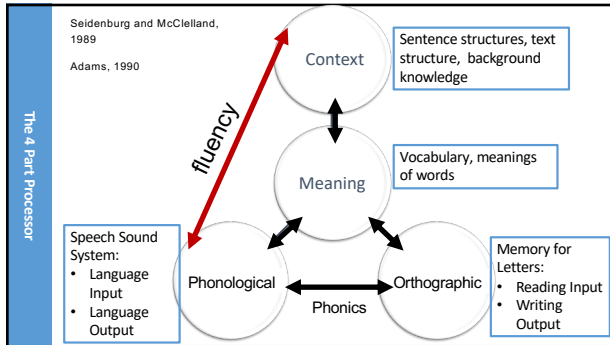 Seidenburg and McClelland,
1989
Adams, 1990
The 4 Part Processor
Context
Sentence structures, text
structure, background
knowledge
fluency
Meaning
Vocabulary, meanings
of words
Speech Sound
System:
• Language
Input
• Language
Output
Phonological
Phonics
Orthographic
Memory for
Letters:
• Reading Input
• Writing
Output